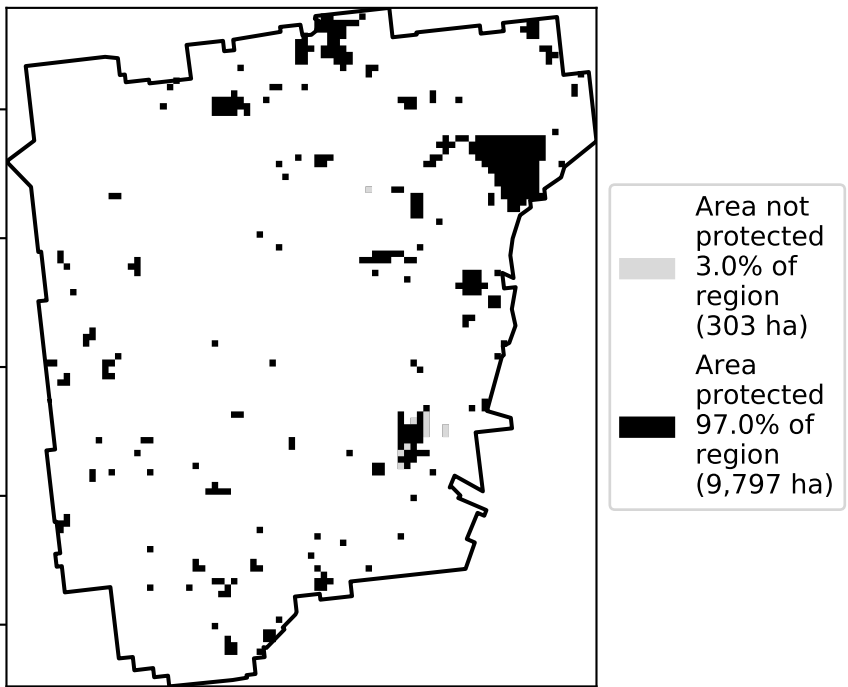 Area not
protected
3.0% of
region
(303 ha)
Area
protected
97.0% of
region
(9,797 ha)